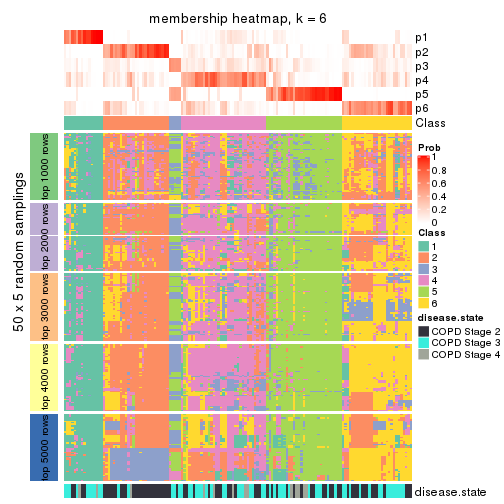 membership heatmap, k = 6
p1
p2
p3
p4
p5
p6
Class
50 x 5 random samplings
top 1000 rows
top 2000 rows
top 3000 rows
top 4000 rows
top 5000 rows
Prob
1
0.8
0.6
0.4
0.2
0
Class
1
2
3
4
5
6
disease.state
COPD Stage 2
COPD Stage 3
COPD Stage 4
disease.state